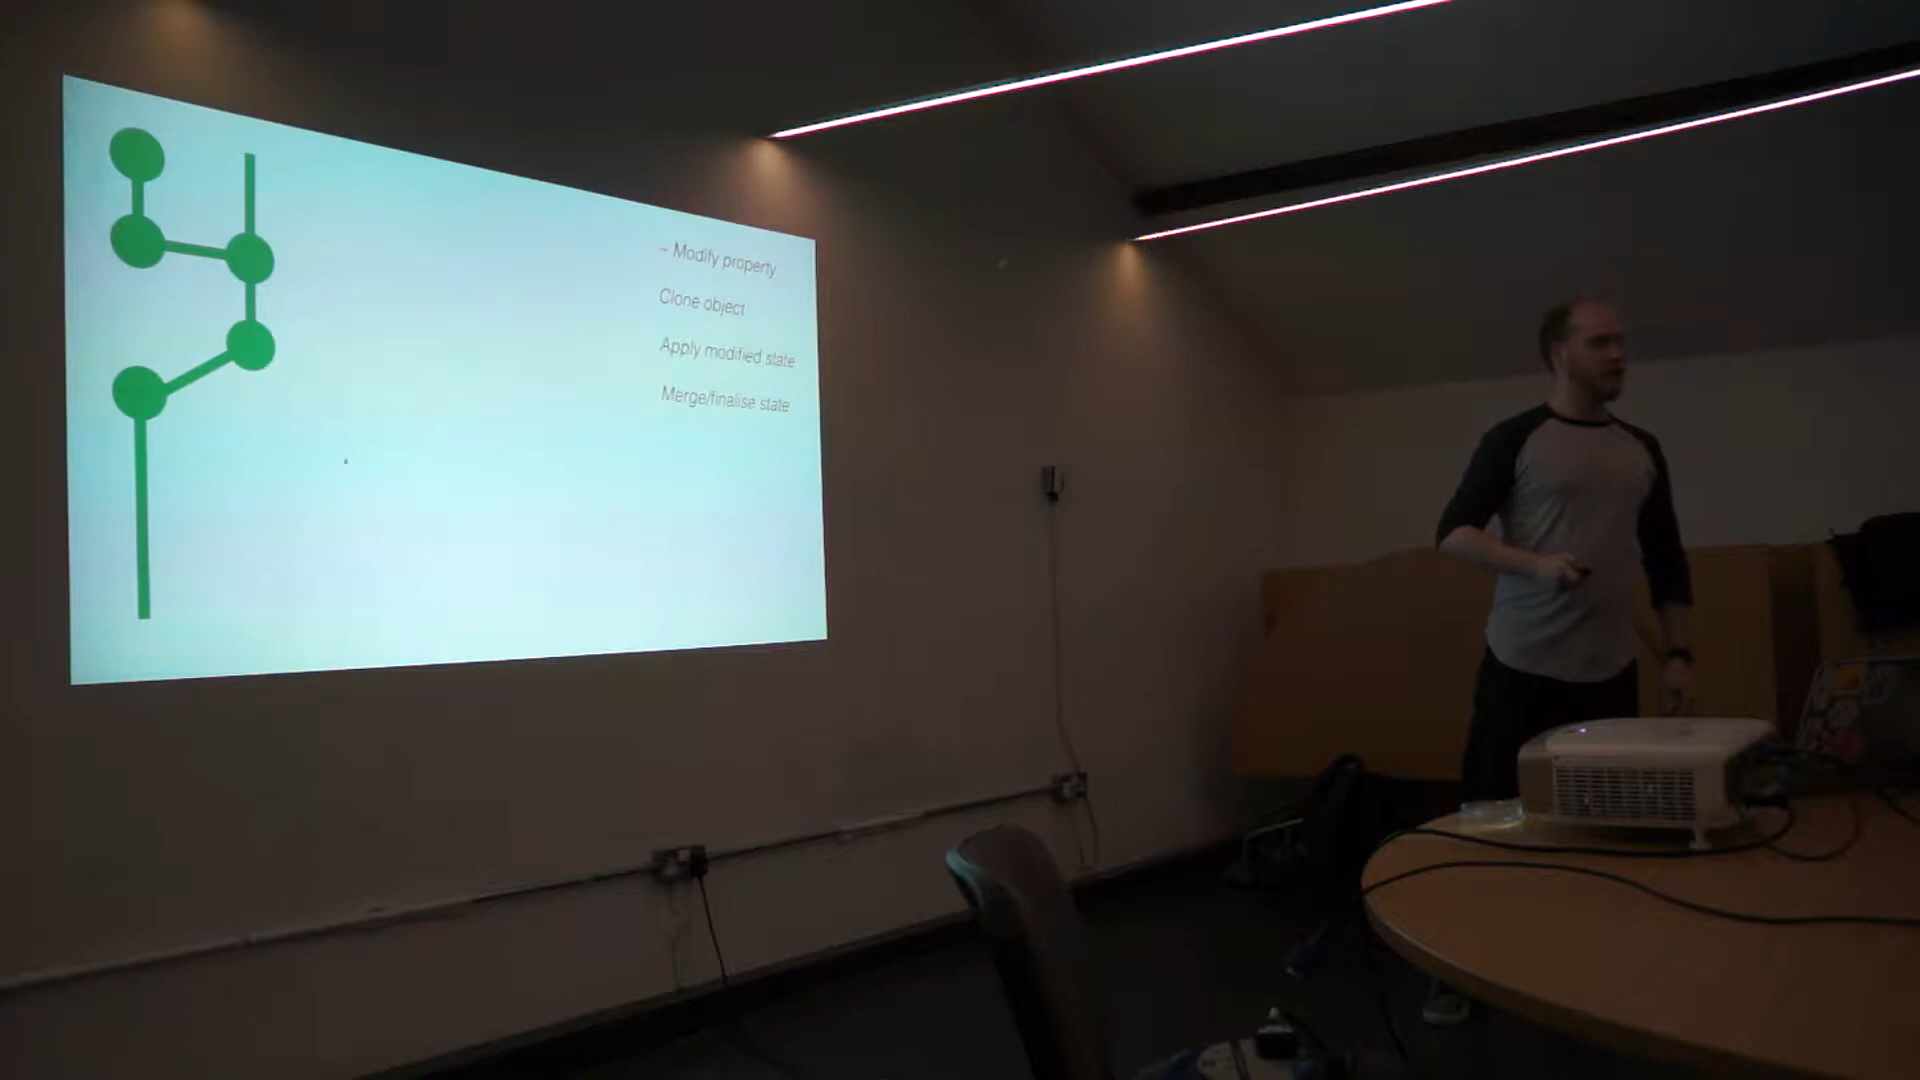 – Modify property
Clone object
Apply modified state
Merge/finalise state